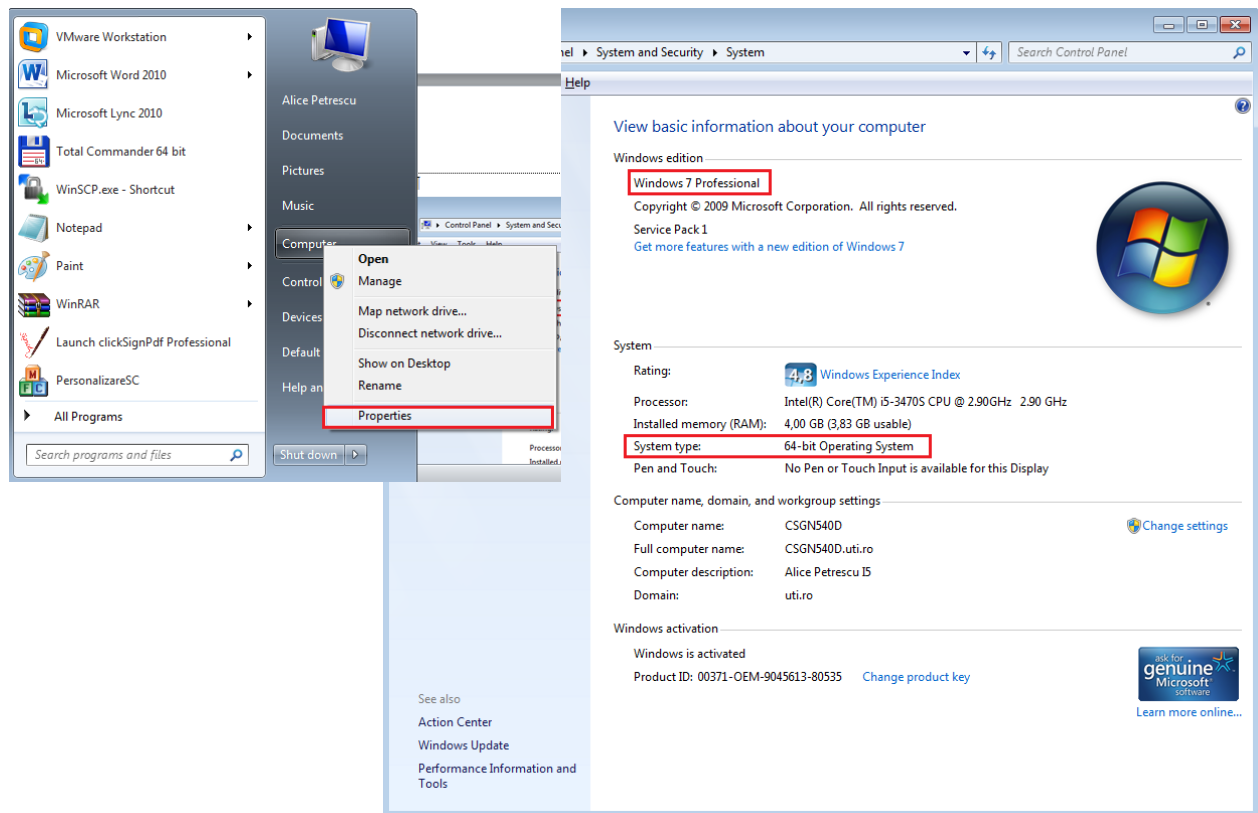 VMware Workstation
Microsoft Word 2010
Microsoft Lync 2010
Total Commander 64 bit
WinSCP.exe - Shortcut
Notepad
Paint
WinRAR
Launch clickSignPdf Professional
PersonalizareSC
All Programs
Search programs and files
Alice Petrescu
Documents
Pictures
Music
Computer
Control
Devices
Default
Help an
Shut down
Open
Manage
Map network drive...
Disconnect network drive...
Show on Desktop
Rename
Properties
Control Panel System and Secu
View Tools Help
Processo
Installed
nel System and Security System
Search Control Panel
Help
View basic information about your computer
Windows edition
Windows 7 Professional
Copyright © 2009 Microsoft Corporation. All rights reserved.
Service Pack 1
Get more features with a new edition of Windows 7
System
Rating: 4,8 Windows Experience Index
Processor: Intel(R) Core(TM) i5-3470S CPU @ 2.90GHz 2.90 GHz
Installed memory (RAM): 4,00 GB (3,83 GB usable)
System type: 64-bit Operating System
Pen and Touch: No Pen or Touch Input is available for this Display
Computer name, domain, and workgroup settings
Computer name: CSGN540D
Change settings
Full computer name: CSGN540D.uti.ro
Computer description: Alice Petrescu I5
Domain: uti.ro
Windows activation
Windows is activated
Product ID: 00371-OEM-9045613-80535 Change product key
ask for
genuine
Microsoft
software
Learn more online...
See also
Action Center
Windows Update
Performance Information and
Tools